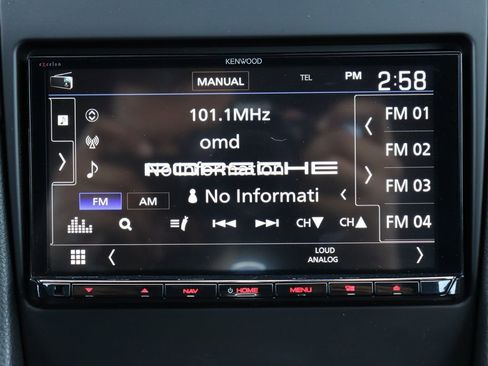 eXcelon
KENWOOD
MANUAL
TEL
PM 2:58
101.1MHz
FM 01
omd
FM 02
PORSCHE
No Information
FM 03
FM
AM
No Informati
CH▼
CH▲
FM 04
LOUD
ANALOG
NAV
HOME
MENU